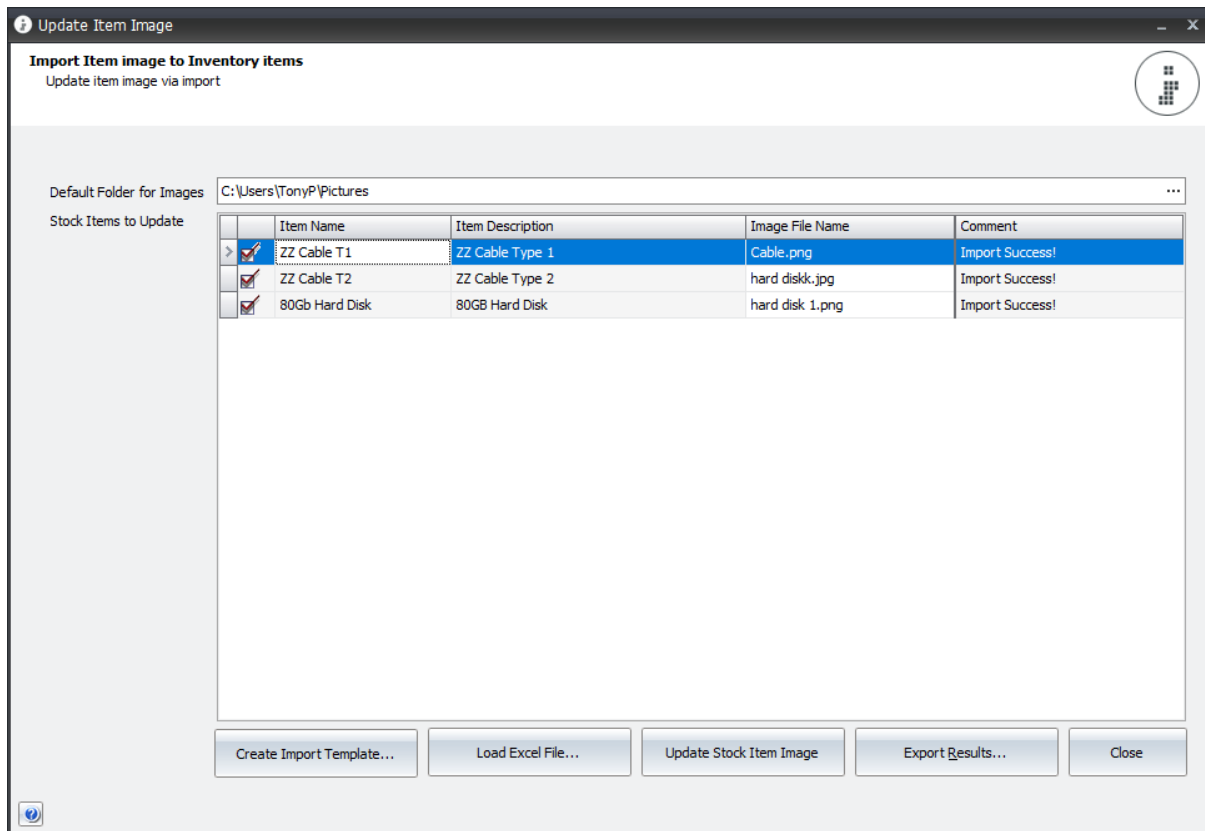 Update Item Image
Import Item image to Inventory items
Update item image via import
Default Folder for Images C:\Users\TonyP\Pictures ...
Stock Items to Update
Item Name Item Description Image File Name Comment
ZZ Cable T1 ZZ Cable Type 1 Cable.png Import Success!
ZZ Cable T2 ZZ Cable Type 2 hard diskk.jpg Import Success!
80Gb Hard Disk 80GB Hard Disk hard disk 1.png Import Success!
Create Import Template... Load Excel File... Update Stock Item Image Export Results... Close